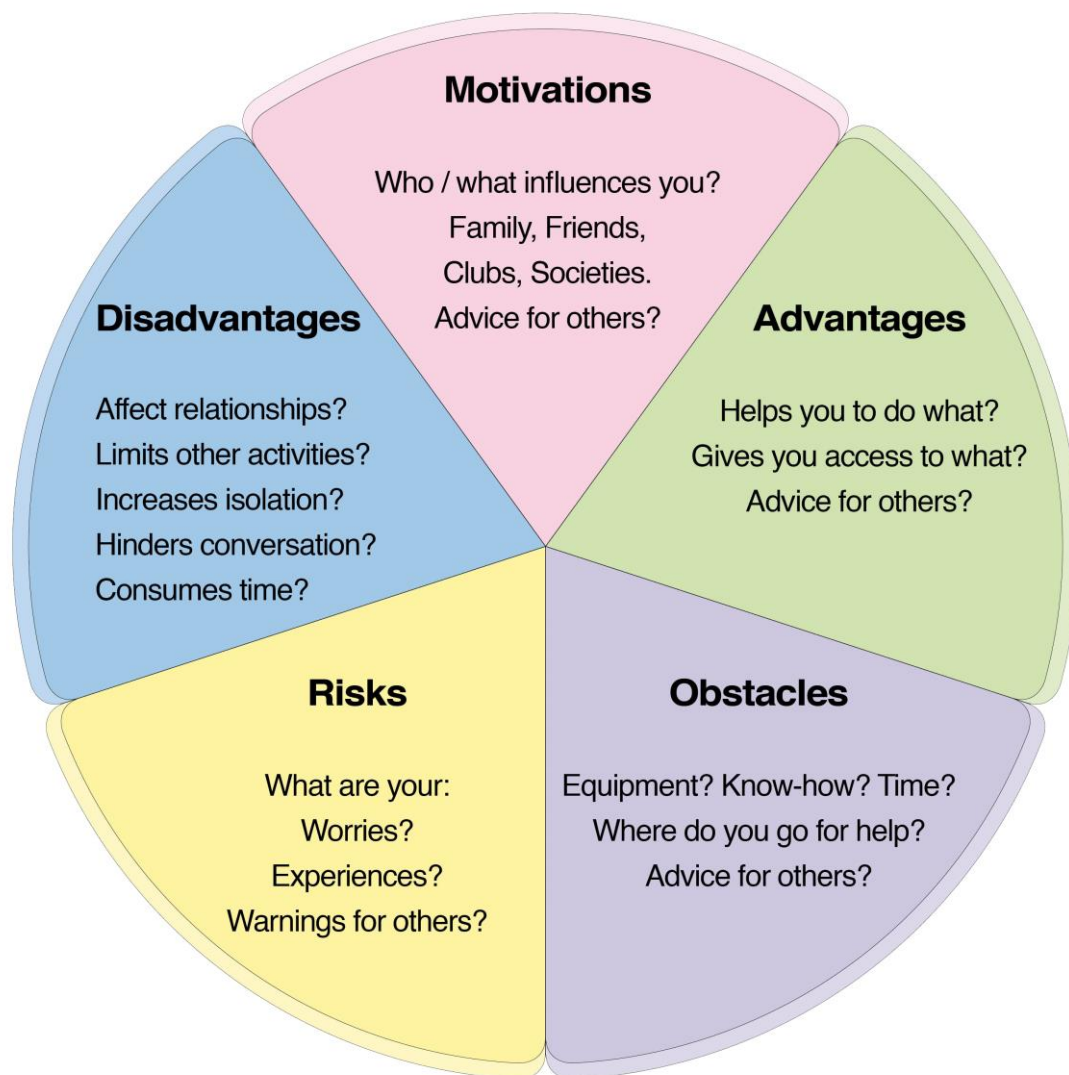 Motivations
Who / what influences you?
Family, Friends,
Clubs, Societies.
Advice for others?
Advantages
Helps you to do what?
Gives you access to what?
Advice for others?
Obstacles
Equipment? Know-how? Time?
Where do you go for help?
Advice for others?
Risks
What are your:
Worries?
Experiences?
Warnings for others?
Disadvantages
Affect relationships?
Limits other activities?
Increases isolation?
Hinders conversation?
Consumes time?